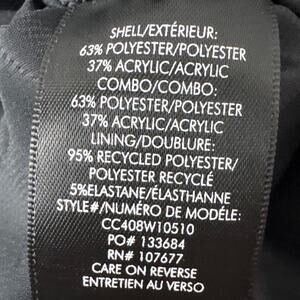 SHELL/EXTÉRIEUR:
63% POLYESTER/POLYESTER
37% ACRYLIC/ACRYLIC
COMBO/COMBO:
63% POLYESTER/POLYESTER
37% ACRYLIC/ACRYLIC
LINING/DOUBLURE:
95% RECYCLED POLYESTER/
POLYESTER RECYCLÉ
5%ELASTANE/ÉLASTHANNE
STYLE#/NUMÉRO DE MODÈLE:
CC408W10510
PO# 133684
RN# 107677
CARE ON REVERSE
ENTRETIEN AU VERSO